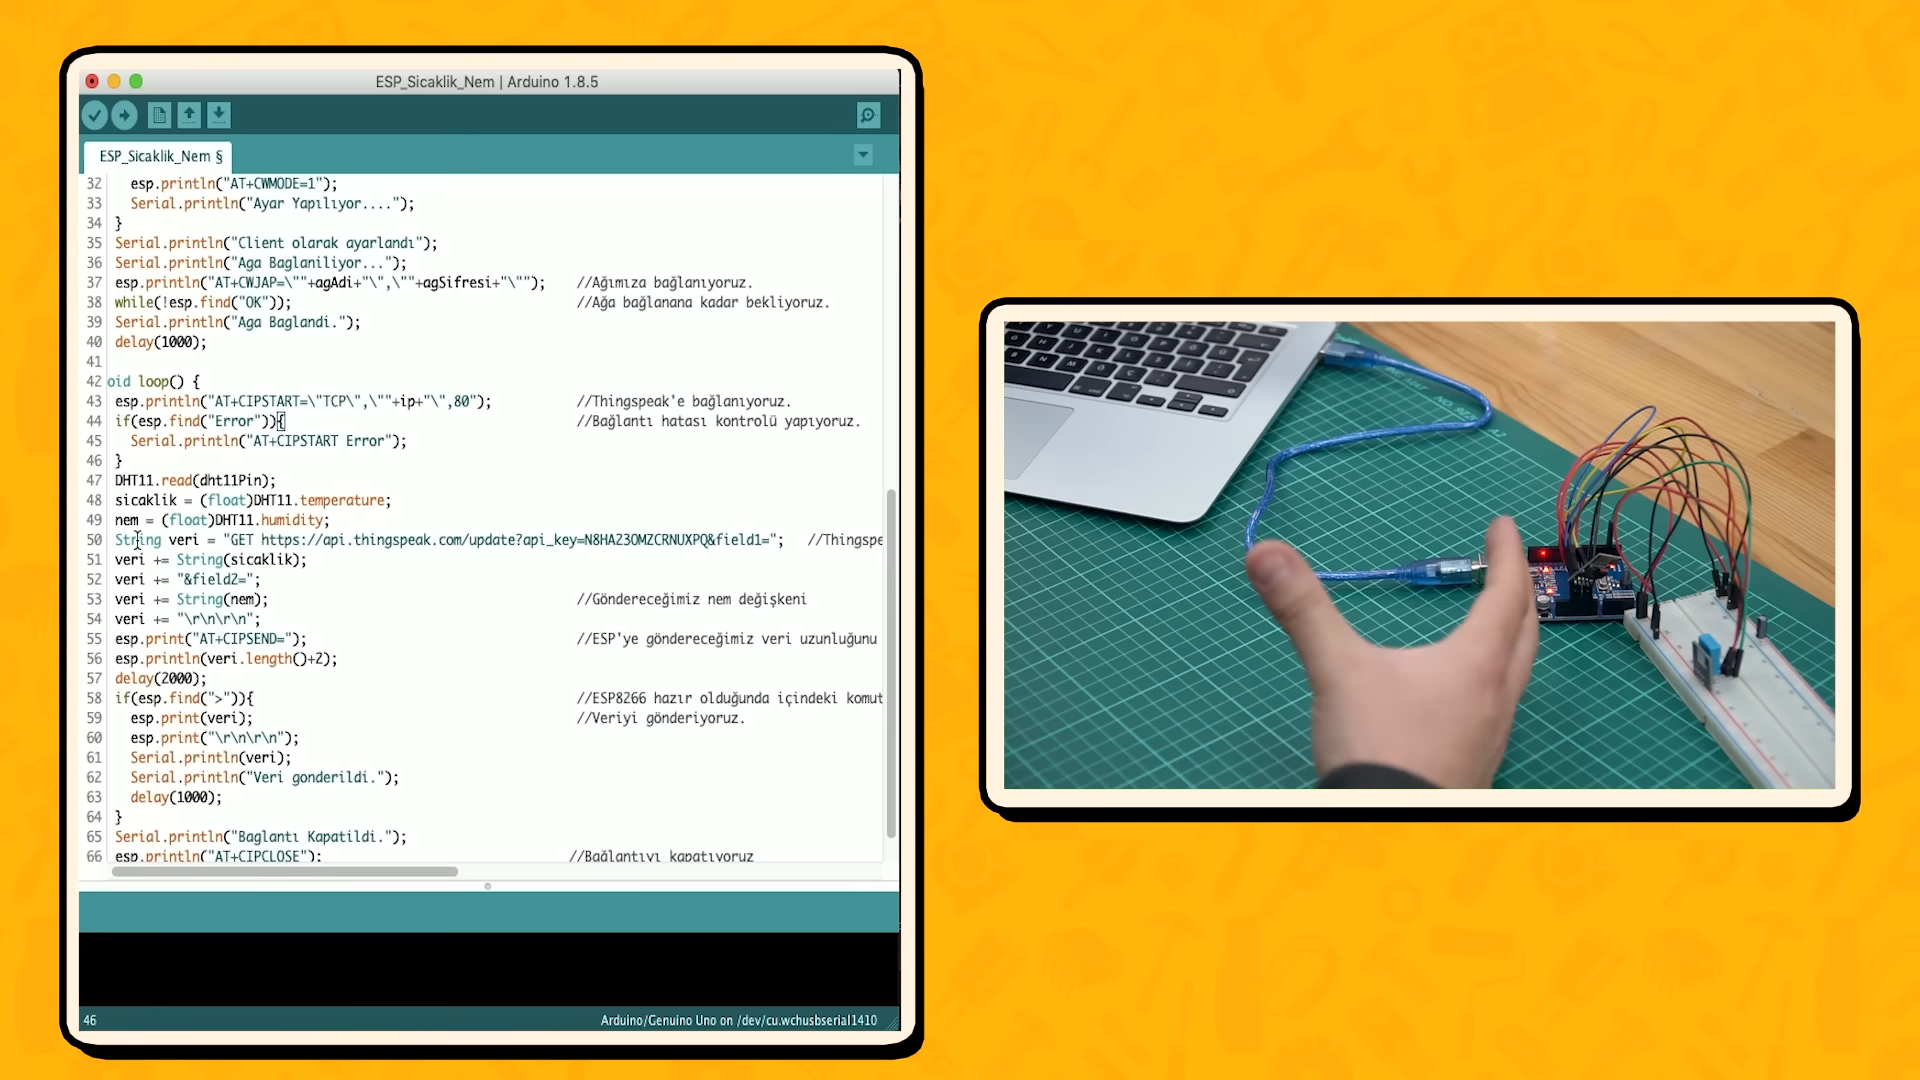 ESP_Sicaklik_Nem | Arduino 1.8.5
ESP_Sicaklik_Nem §
32 esp.println("AT+CWMODE=1");
33 Serial.println("Ayar Yapılıyor....");
34 }
35 Serial.println("Client olarak ayarlandı");
36 Serial.println("Aga Baglaniliyor...");
37 esp.println("AT+CWJAP=\""+agAdi+"\",\""+agSifresi+"\""); //Ağımıza bağlanıyoruz.
38 while(!esp.find("OK")); //Ağa bağlanana kadar bekliyoruz.
39 Serial.println("Aga Baglandi.");
40 delay(1000);
41
42 oid loop() {
43 esp.println("AT+CIPSTART=\"TCP\",\""+ip+"\",80"); //Thingspeak'e bağlanıyoruz.
44 if(esp.find("Error")){ //Bağlantı hatası kontrolü yapıyoruz.
45 Serial.println("AT+CIPSTART Error");
46 }
47 DHT11.read(dht11Pin);
48 sicaklik = (float)DHT11.temperature;
49 nem = (float)DHT11.humidity;
50 String veri = "GET https://api.thingspeak.com/update?api_key=N8HA23OMZCRNUXPQ&field1="; //Thingspe
51 veri += String(sicaklik);
52 veri += "&field2=";
53 veri += String(nem); //Göndereceğimiz nem değişkeni
54 veri += "\r\n\r\n";
55 esp.print("AT+CIPSEND="); //ESP'ye göndereceğimiz veri uzunluğunu
56 esp.println(veri.length()+2);
57 delay(2000);
58 if(esp.find(">")){ //ESP8266 hazır olduğunda içindeki komut
59 esp.print(veri); //Veriyi gönderiyoruz.
60 esp.print("\r\n\r\n");
61 Serial.println(veri);
62 Serial.println("Veri gonderildi.");
63 delay(1000);
64 }
65 Serial.println("Baglantı Kapatildi.");
66 esp.println("AT+CIPCLOSE"); //Bağlantıyı kapatıyoruz
46
Arduino/Genuino Uno on /dev/cu.wchusbserial1410